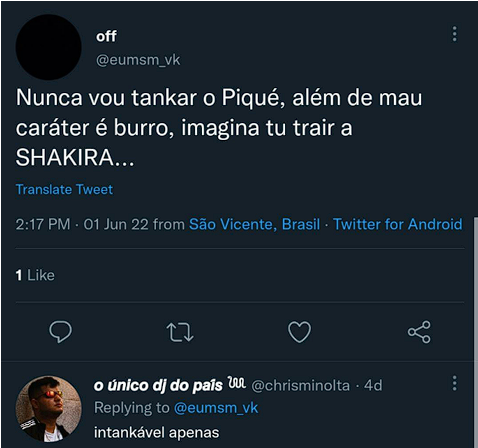 off
@eumsm_vk
Nunca vou tankar o Piqué, além de mau
caráter é burro, imagina tu trair a
SHAKIRA...
Translate Tweet
2:17 PM · 01 Jun 22 from São Vicente, Brasil · Twitter for Android
1 Like
o único dj do país @chrisminolta · 4d
Replying to @eumsm_vk
intankável apenas